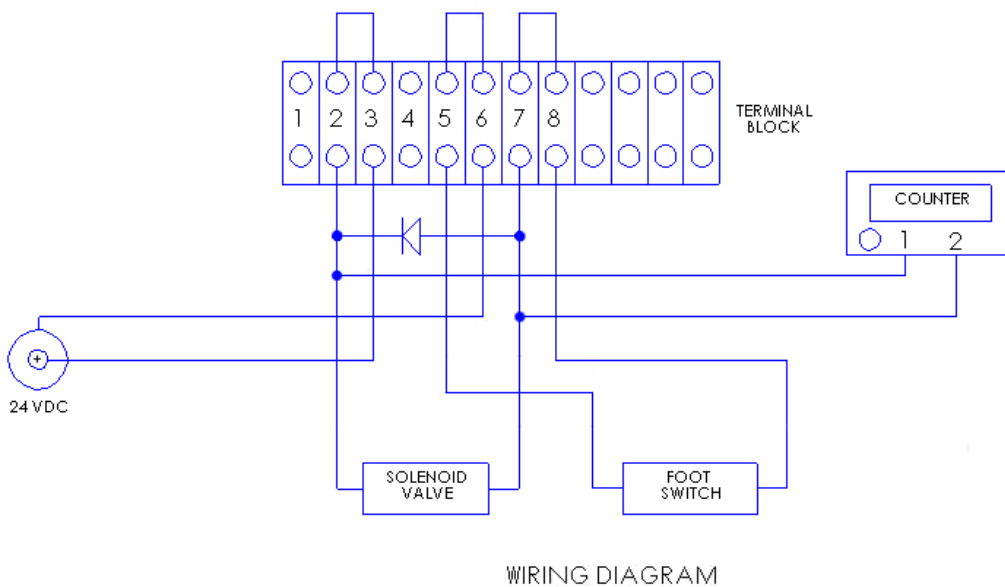 1 2 3 4 5 6 7 8
TERMINAL
BLOCK
COUNTER
1 2
+
24 VDC
SOLENOID
VALVE
FOOT
SWITCH
WIRING DIAGRAM